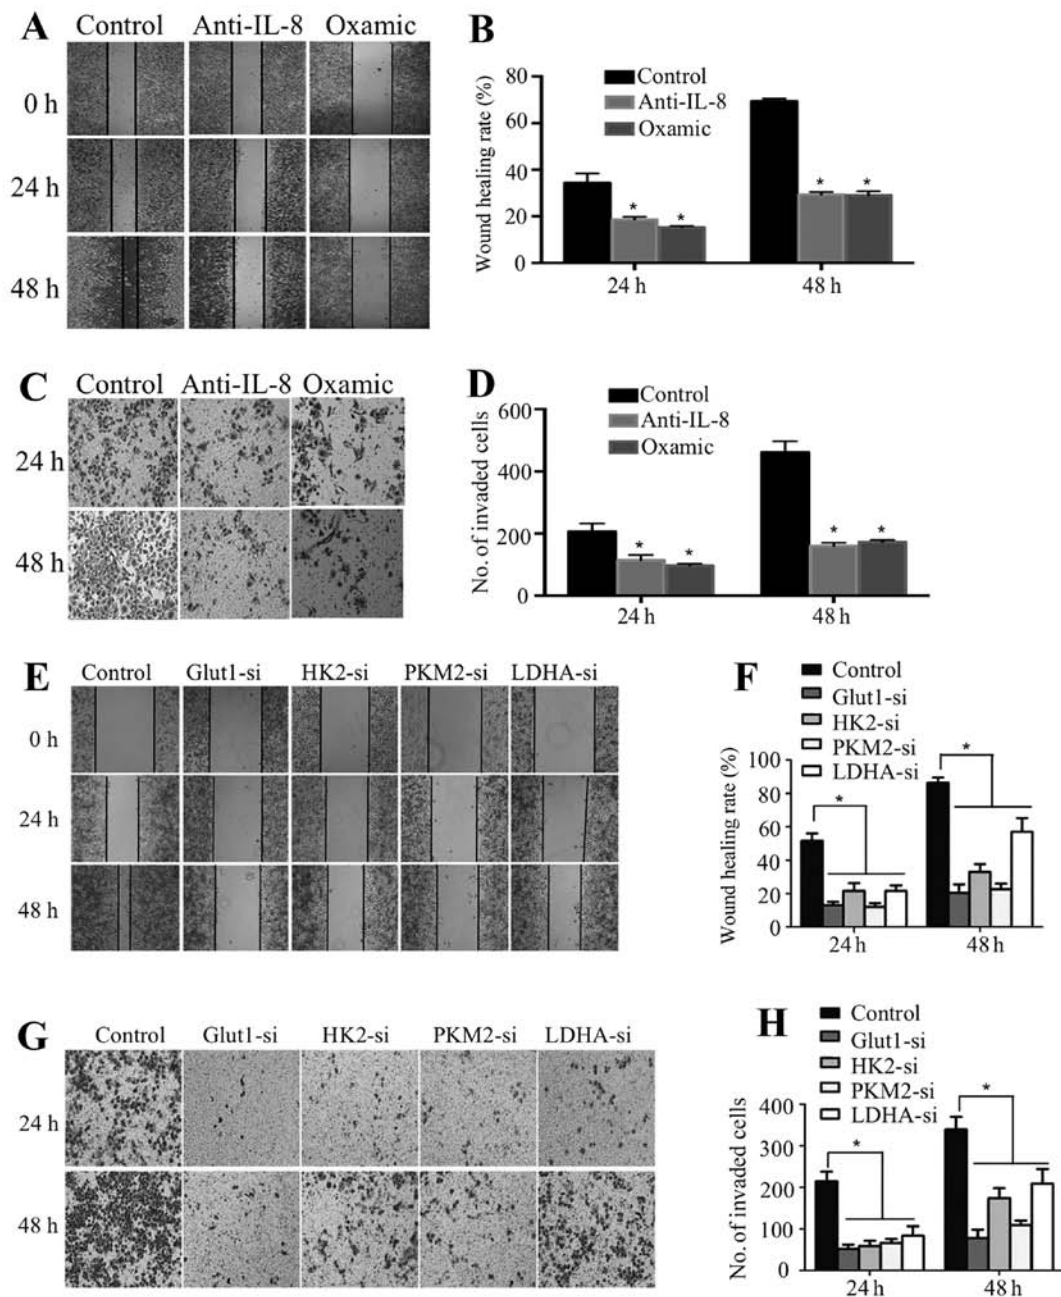 A
Control Anti-IL-8 Oxamic
0 h
24 h
48 h
B
Wound healing rate (%)
80
60
40
20
0
Control
Anti-IL-8
Oxamic
* *
* *
24 h 48 h
C
Control Anti-IL-8 Oxamic
24 h
48 h
D
No. of invaded cells
600
400
200
0
Control
Anti-IL-8
Oxamic
* *
* *
24 h 48 h
E
Control Glut1-si HK2-si PKM2-si LDHA-si
0 h
24 h
48 h
F
Control
Glut1-si
HK2-si
PKM2-si
LDHA-si
Wound healing rate (%)
100
80
60
40
20
0
*
*
24 h 48 h
G
Control Glut1-si HK2-si PKM2-si LDHA-si
24 h
48 h
H
Control
Glut1-si
HK2-si
PKM2-si
LDHA-si
No. of invaded cells
400
300
200
100
0
*
*
24 h 48 h